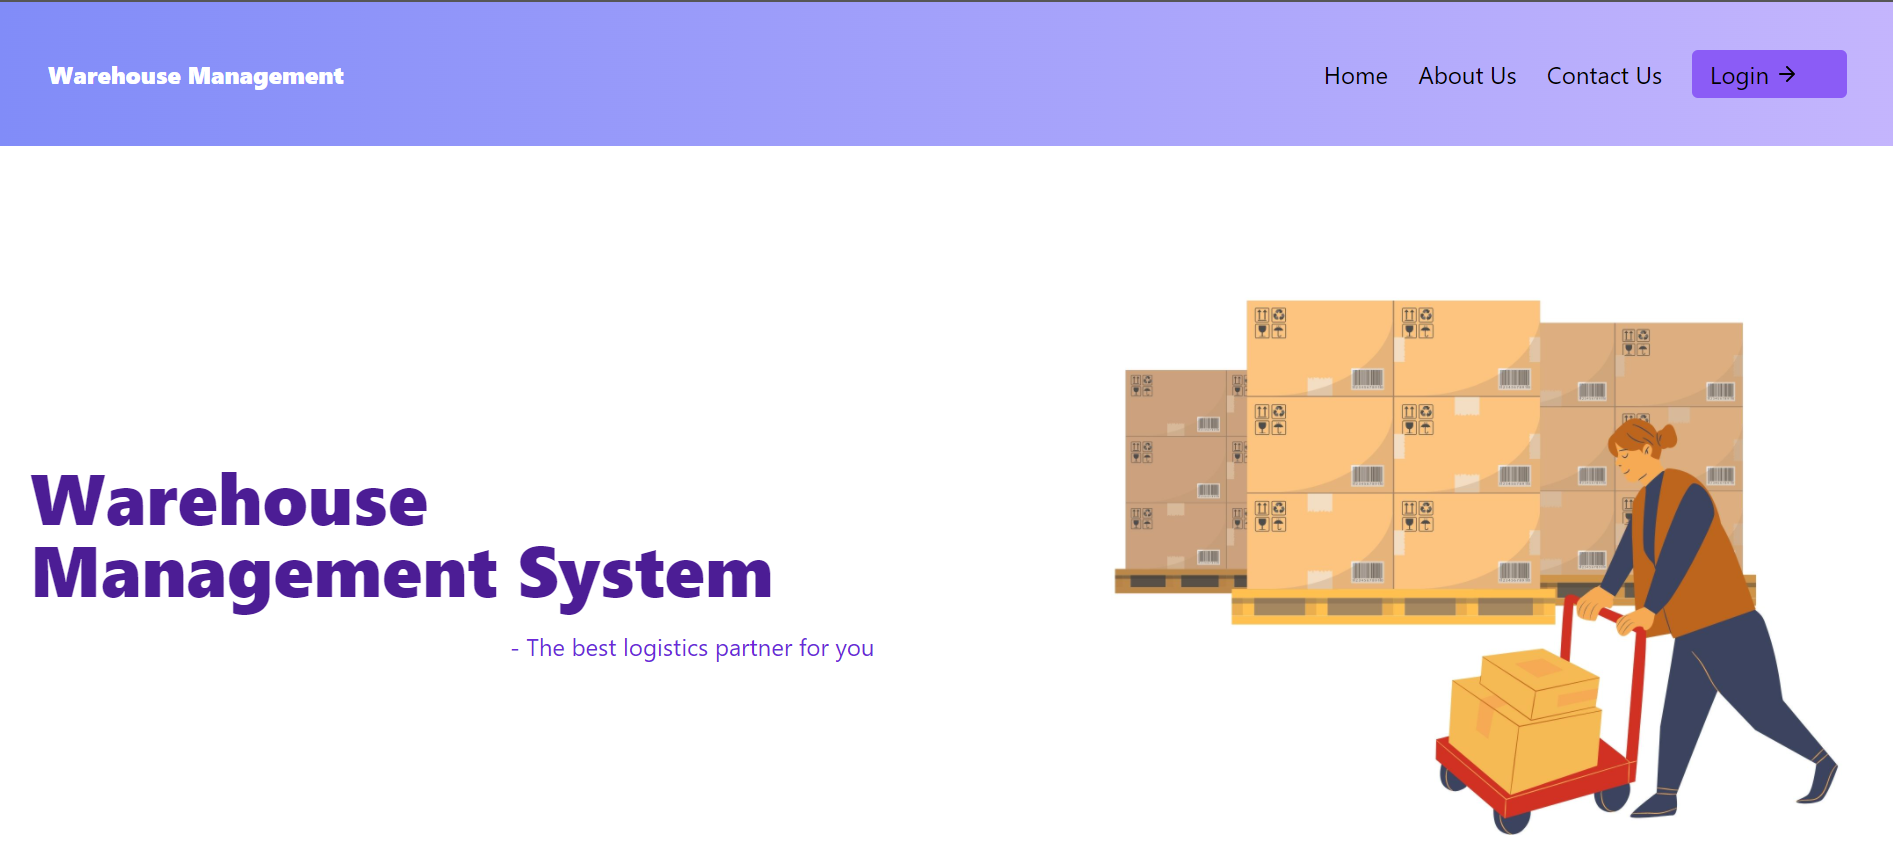 Warehouse Management
Home About Us Contact Us Login →
Warehouse
Management System
- The best logistics partner for you